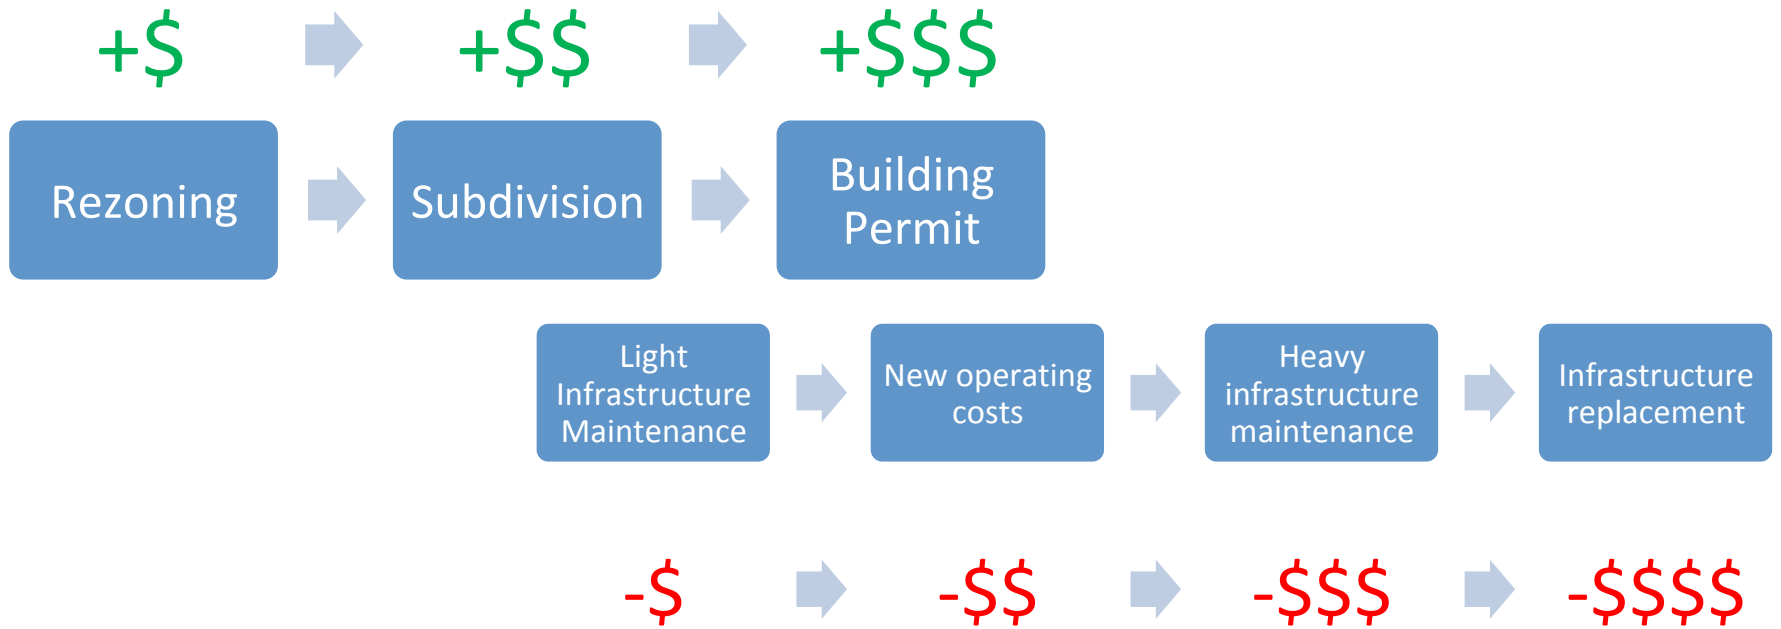 +$ +$$ +$$$
Rezoning
Subdivision
Building
Permit
Light
Infrastructure
Maintenance
New operating
costs
Heavy
infrastructure
maintenance
Infrastructure
replacement
-$ -$$ -$$$ -$$$$